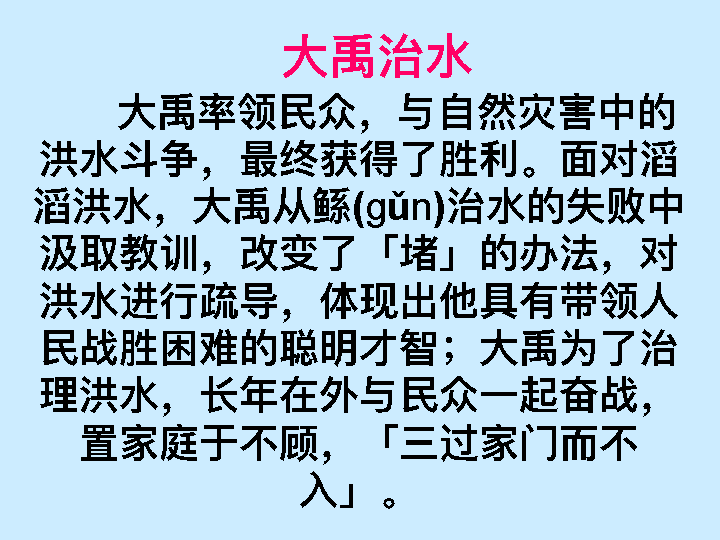 大禹治水
大禹率领民众，与自然灾害中的
洪水斗争，最终获得了胜利。面对滔
滔洪水，大禹从鲧(gǔn)治水的失败中
汲取教训，改变了「堵」的办法，对
洪水进行疏导，体现出他具有带领人
民战胜困难的聪明才智；大禹为了治
理洪水，长年在外与民众一起奋战，
置家庭于不顾，「三过家门而不
入」。